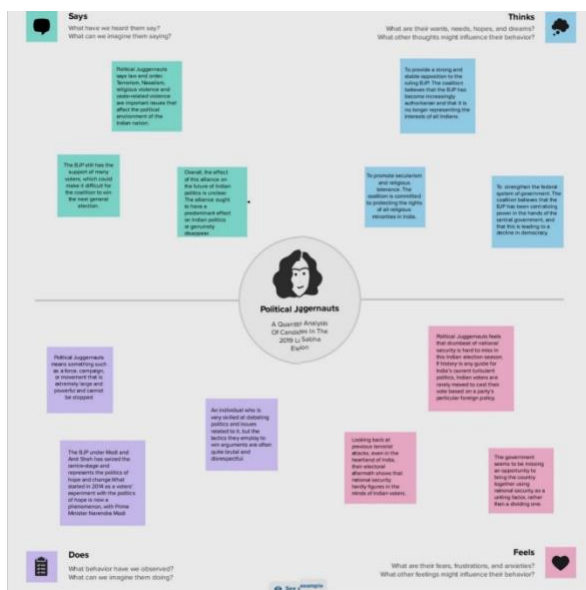 Says
What have we heard them say?
What can we imagine them saying?
Thinks
What are their wants, needs, hopes, and dreams?
What other thoughts might influence their behavior?
Political Juggernauts
says law and order
Terrorism, Naxalism,
religious violence and
caste-related violence
are important issues that
affect the political
environment of the
Indian nation.
The BJP still has the
support of many
voters, which could
make it difficult for
the coalition to win
the next general
election.
Overall, the effect
of this alliance on
the future of Indian
politics is unclear.
The alliance ought
to have a
predominant effect
on Indian politics
or genuinely
disappear.
To provide a strong and
stable opposition to the
ruling BJP. The coalition
believes that the BJP has
become increasingly
authoritarian and that it is
no longer representing the
interests of all Indians.
To promote secularism
and religious
tolerance. The
coalition is committed
to protecting the rights
of all religious
minorities in India.
To strengthen the federal
system of government. The
coalition believes that the
BJP has been centralizing
power in the hands of the
central government, and
that this is leading to a
decline in democracy.
Political Jggernauts
A Quantitr Analysis
Of Candidts In The
2019 L Sabha
Political Juggernauts
means something such
as a force, campaign,
or movement that is
extremely large and
powerful and cannot
be stopped
The BJP under Modi and
Amit Shah has seized the
centre-stage and
represents the politics of
hope and change.What
started in 2014 as a voters'
experiment with the politics
of hope is now a
phenomenon, with Prime
Minister Narendra Modi
An individual who is
very skilled at debating
politics and issues
related to it, but the
tactics they employ to
win arguments are often
quite brutal and
disrespectful.
Political Juggernauts feels
that drumbeat of national
security is hard to miss in
this Indian election season.
If history is any guide for
India's current turbulent
politics, Indian voters are
rarely moved to cast their
vote based on a party's
particular foreign policy.
Looking back at
previous terrorist
attacks, even in the
heartland of India,
their electoral
aftermath shows that
national security
hardly figures in the
minds of Indian voters.
The government
seems to be missing
an opportunity to
bring the country
together using
national security as a
uniting factor, rather
than a dividing one.
Does
What behavior have we observed?
What can we imagine them doing?
Feels
What are their fears, frustrations, and anxieties?
What other feelings might influence their behavior?
example